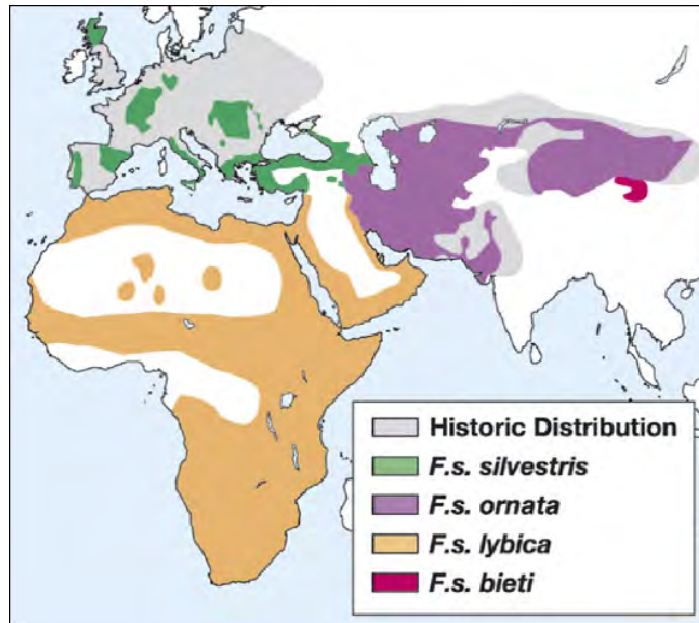 Historic Distribution
F.s. silvestris
F.s. ornata
F.s. lybica
F.s. bieti